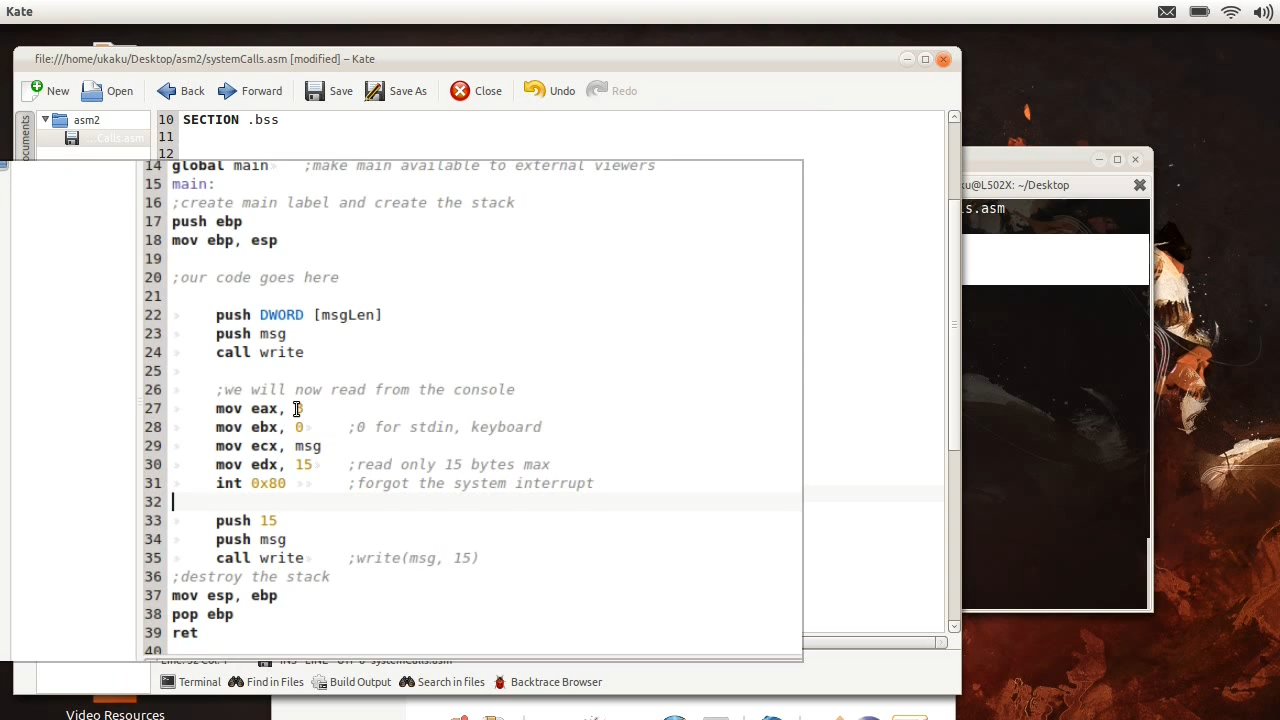 Kate
file:///home/ukaku/Desktop/asm2/systemCalls.asm [modified] – Kate
New Open Back Forward Save Save As Close Undo Redo
asm2
...Calls.asm
10 SECTION .bss
11
12
14 global main ;make main available to external viewers
15 main:
16 ;create main label and create the stack
17 push ebp
18 mov ebp, esp
19
20 ;our code goes here
21
22 push DWORD [msgLen]
23 push msg
24 call write
25
26 ;we will now read from the console
27 mov eax, 3
28 mov ebx, 0 ;0 for stdin, keyboard
29 mov ecx, msg
30 mov edx, 15 ;read only 15 bytes max
31 int 0x80 ;forgot the system interrupt
32
33 push 15
34 push msg
35 call write ;write(msg, 15)
36 ;destroy the stack
37 mov esp, ebp
38 pop ebp
39 ret
40
Terminal Find in Files Build Output Search in files Backtrace Browser
ku@L502X: ~/Desktop
ls.asm
Video Resources